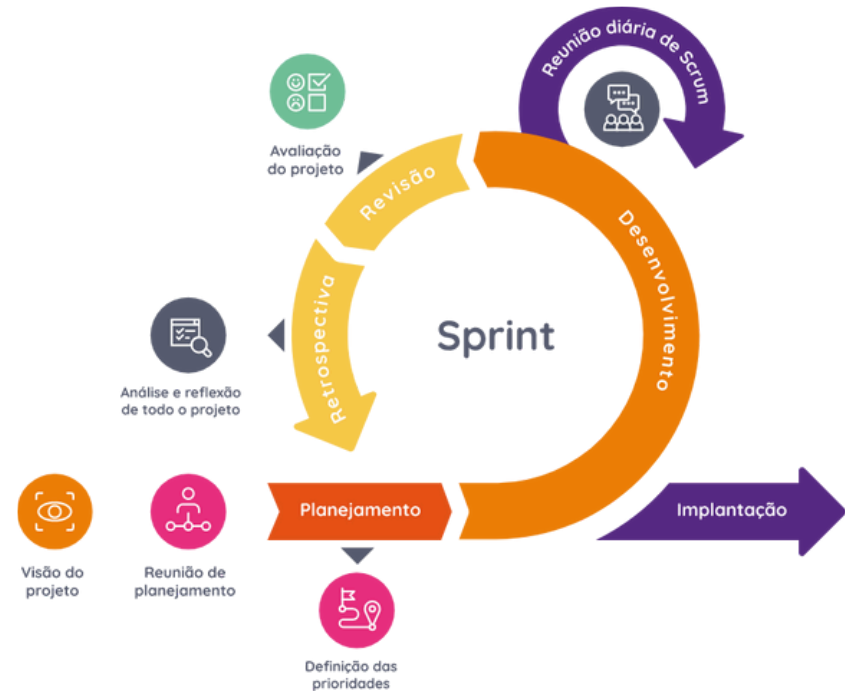 Reunião diária de Scrum
Avaliação
do projeto
Revisão
Desenvolvimento
Retrospectiva
Sprint
Análise e reflexão
de todo o projeto
Planejamento
Implantação
Visão do
projeto
Reunião de
planejamento
Definição das
prioridades